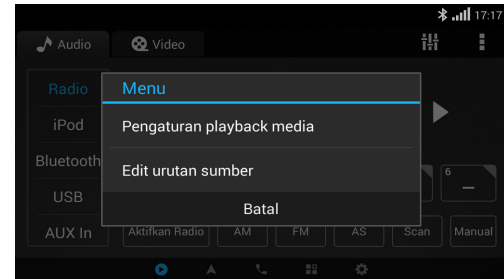 17:17
Audio
Video
Radio
Menu
iPod
Pengaturan playback media
Bluetooth
Edit urutan sumber
6
USB
Batal
AUX In
Aktifkan Radio
AM
FM
AS
Scan
Manual